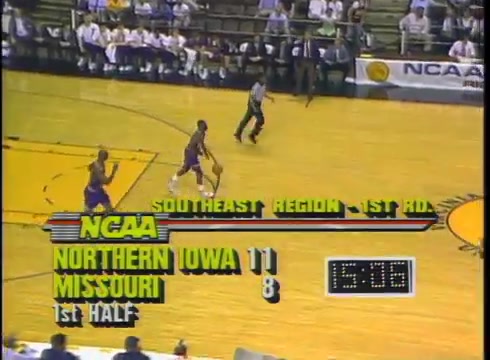 NCAA
SOUTHEAST REGION - 1ST RD.
NCAA
NORTHERN IOWA 11
MISSOURI 8
15:06
1st HALF